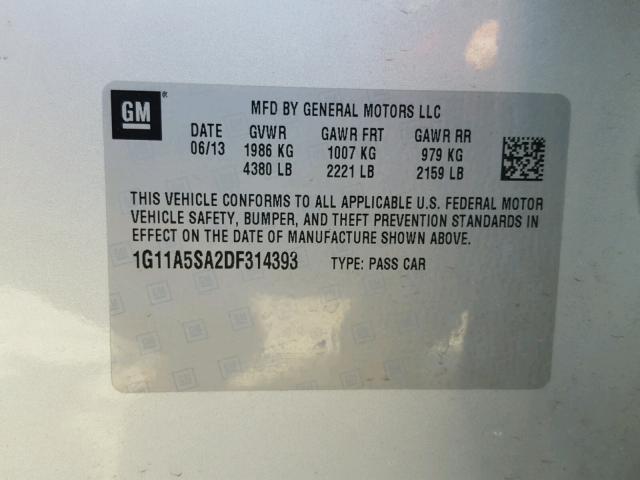 GM®
MFD BY GENERAL MOTORS LLC
DATE GVWR GAWR FRT GAWR RR
06/13 1986 KG 1007 KG 979 KG
4380 LB 2221 LB 2159 LB
THIS VEHICLE CONFORMS TO ALL APPLICABLE U.S. FEDERAL MOTOR
VEHICLE SAFETY, BUMPER, AND THEFT PREVENTION STANDARDS IN
EFFECT ON THE DATE OF MANUFACTURE SHOWN ABOVE.
1G11A5SA2DF314393 TYPE: PASS CAR